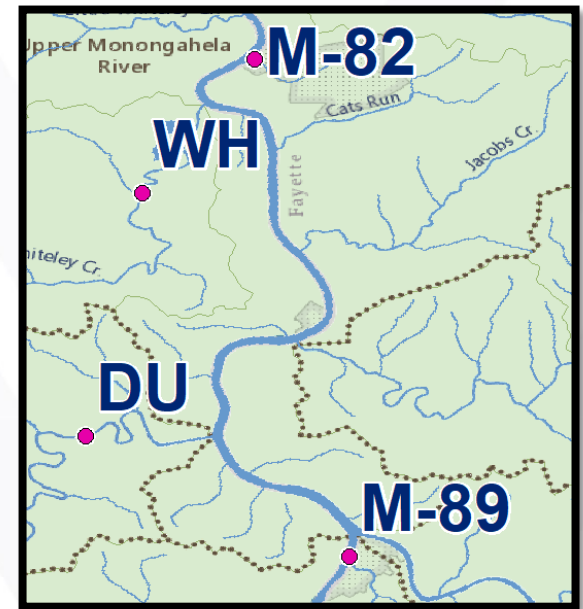 Upper Monongahela
River
M-82
Cats Run
WH
Jacobs Cr.
Fayette
hiteley Cr.
DU
M-89